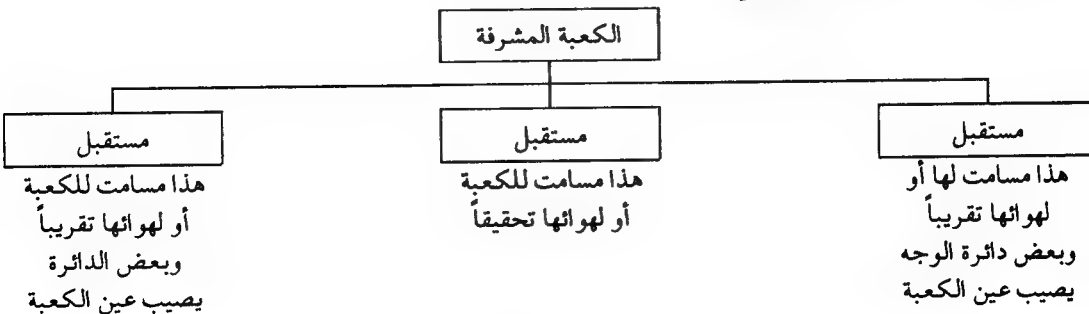 الكعبة المشرفة
مستقبل
هذا مسامت لها أو
لهوائها تقريباً
وبعض دائرة الوجه
يصيب عين الكعبة
مستقبل
هذا مسامت للكعبة
أو لهوائها تحقيقاً
مستقبل
هذا مسامت للكعبة
أو لهوائها تقريباً
وبعض الدائرة
يصيب عين الكعبة